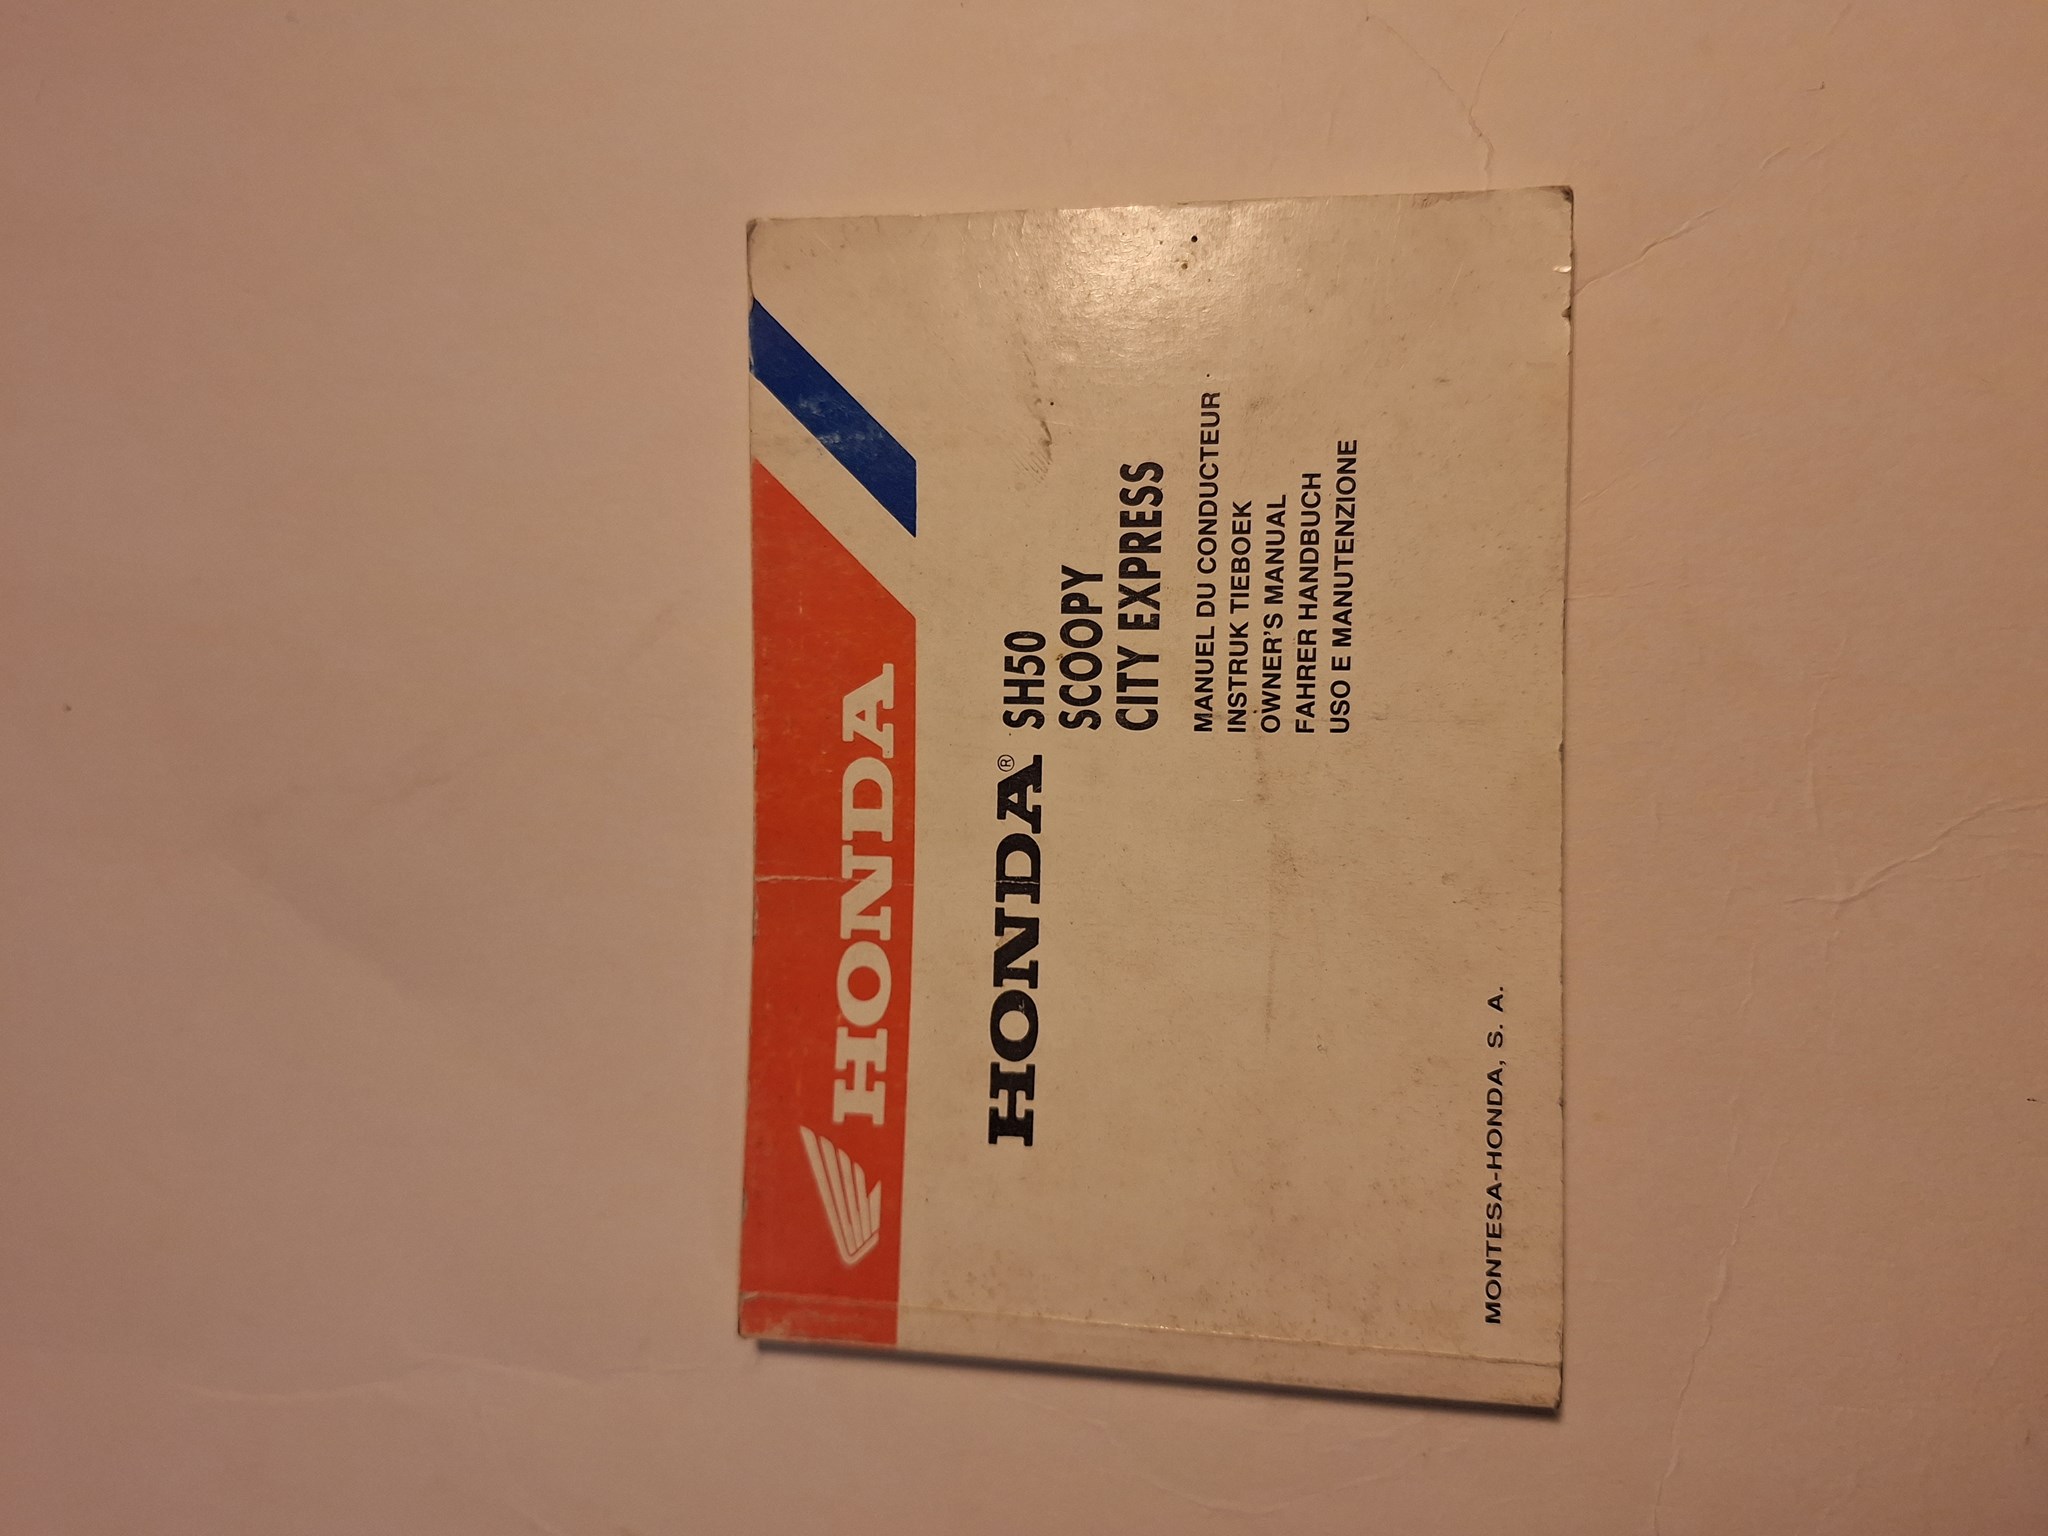 HONDA
HONDA® SH50
SCOOPY
CITY EXPRESS
MANUEL DU CONDUCTEUR
INSTRUK TIEBOEK
OWNER'S MANUAL
FAHRER HANDBUCH
USO E MANUTENZIONE
MONTESA-HONDA, S. A.